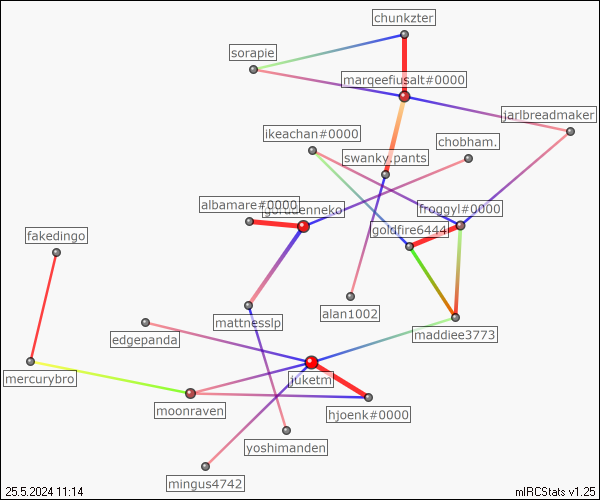 chunkzter
sorapie
marqeefiusalt#0000
jarlbreadmaker
ikeachan#0000
chobham.
swanky.pants
albamare#0000
froggyl#0000
goldfire6444
fakedingo
mattnesslp
alan1002
maddiee3773
edgepanda
mercurybro
juketm
moonraven
hjoenk#0000
yoshimanden
mingus4742
25.5.2024 11:14
mIRCStats v1.25